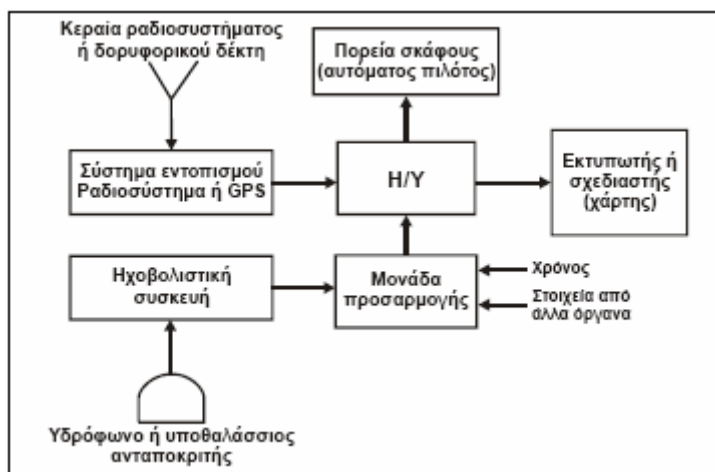 Κεραία ραδιοσυστήματος
ή δορυφορικού δέκτη
Πορεία σκάφους
(αυτόματος πιλότος)
Σύστημα εντοπισμού
Ραδιοσύστημα ή GPS
Η/Υ
Εκτυπωτής ή
σχεδιαστής
(χάρτης)
Ηχοβολιστική
συσκευή
Μονάδα
προσαρμογής
Χρόνος
Στοιχεία από
άλλα όργανα
Υδρόφωνο ή υποθαλάσσιος
ανταποκριτής